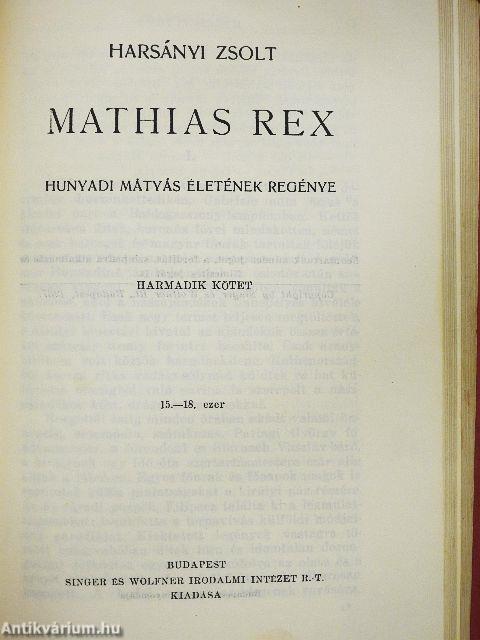 HARSÁNYI ZSOLT
MATHIAS REX
HUNYADI MÁTYÁS ÉLETÉNEK REGÉNYE
HARMADIK KÖTET
15.—18. ezer
BUDAPEST
SINGER ÉS WOLFNER IRODALMI INTÉZET R.-T.
KIADÁSA
Antikvárium.hu